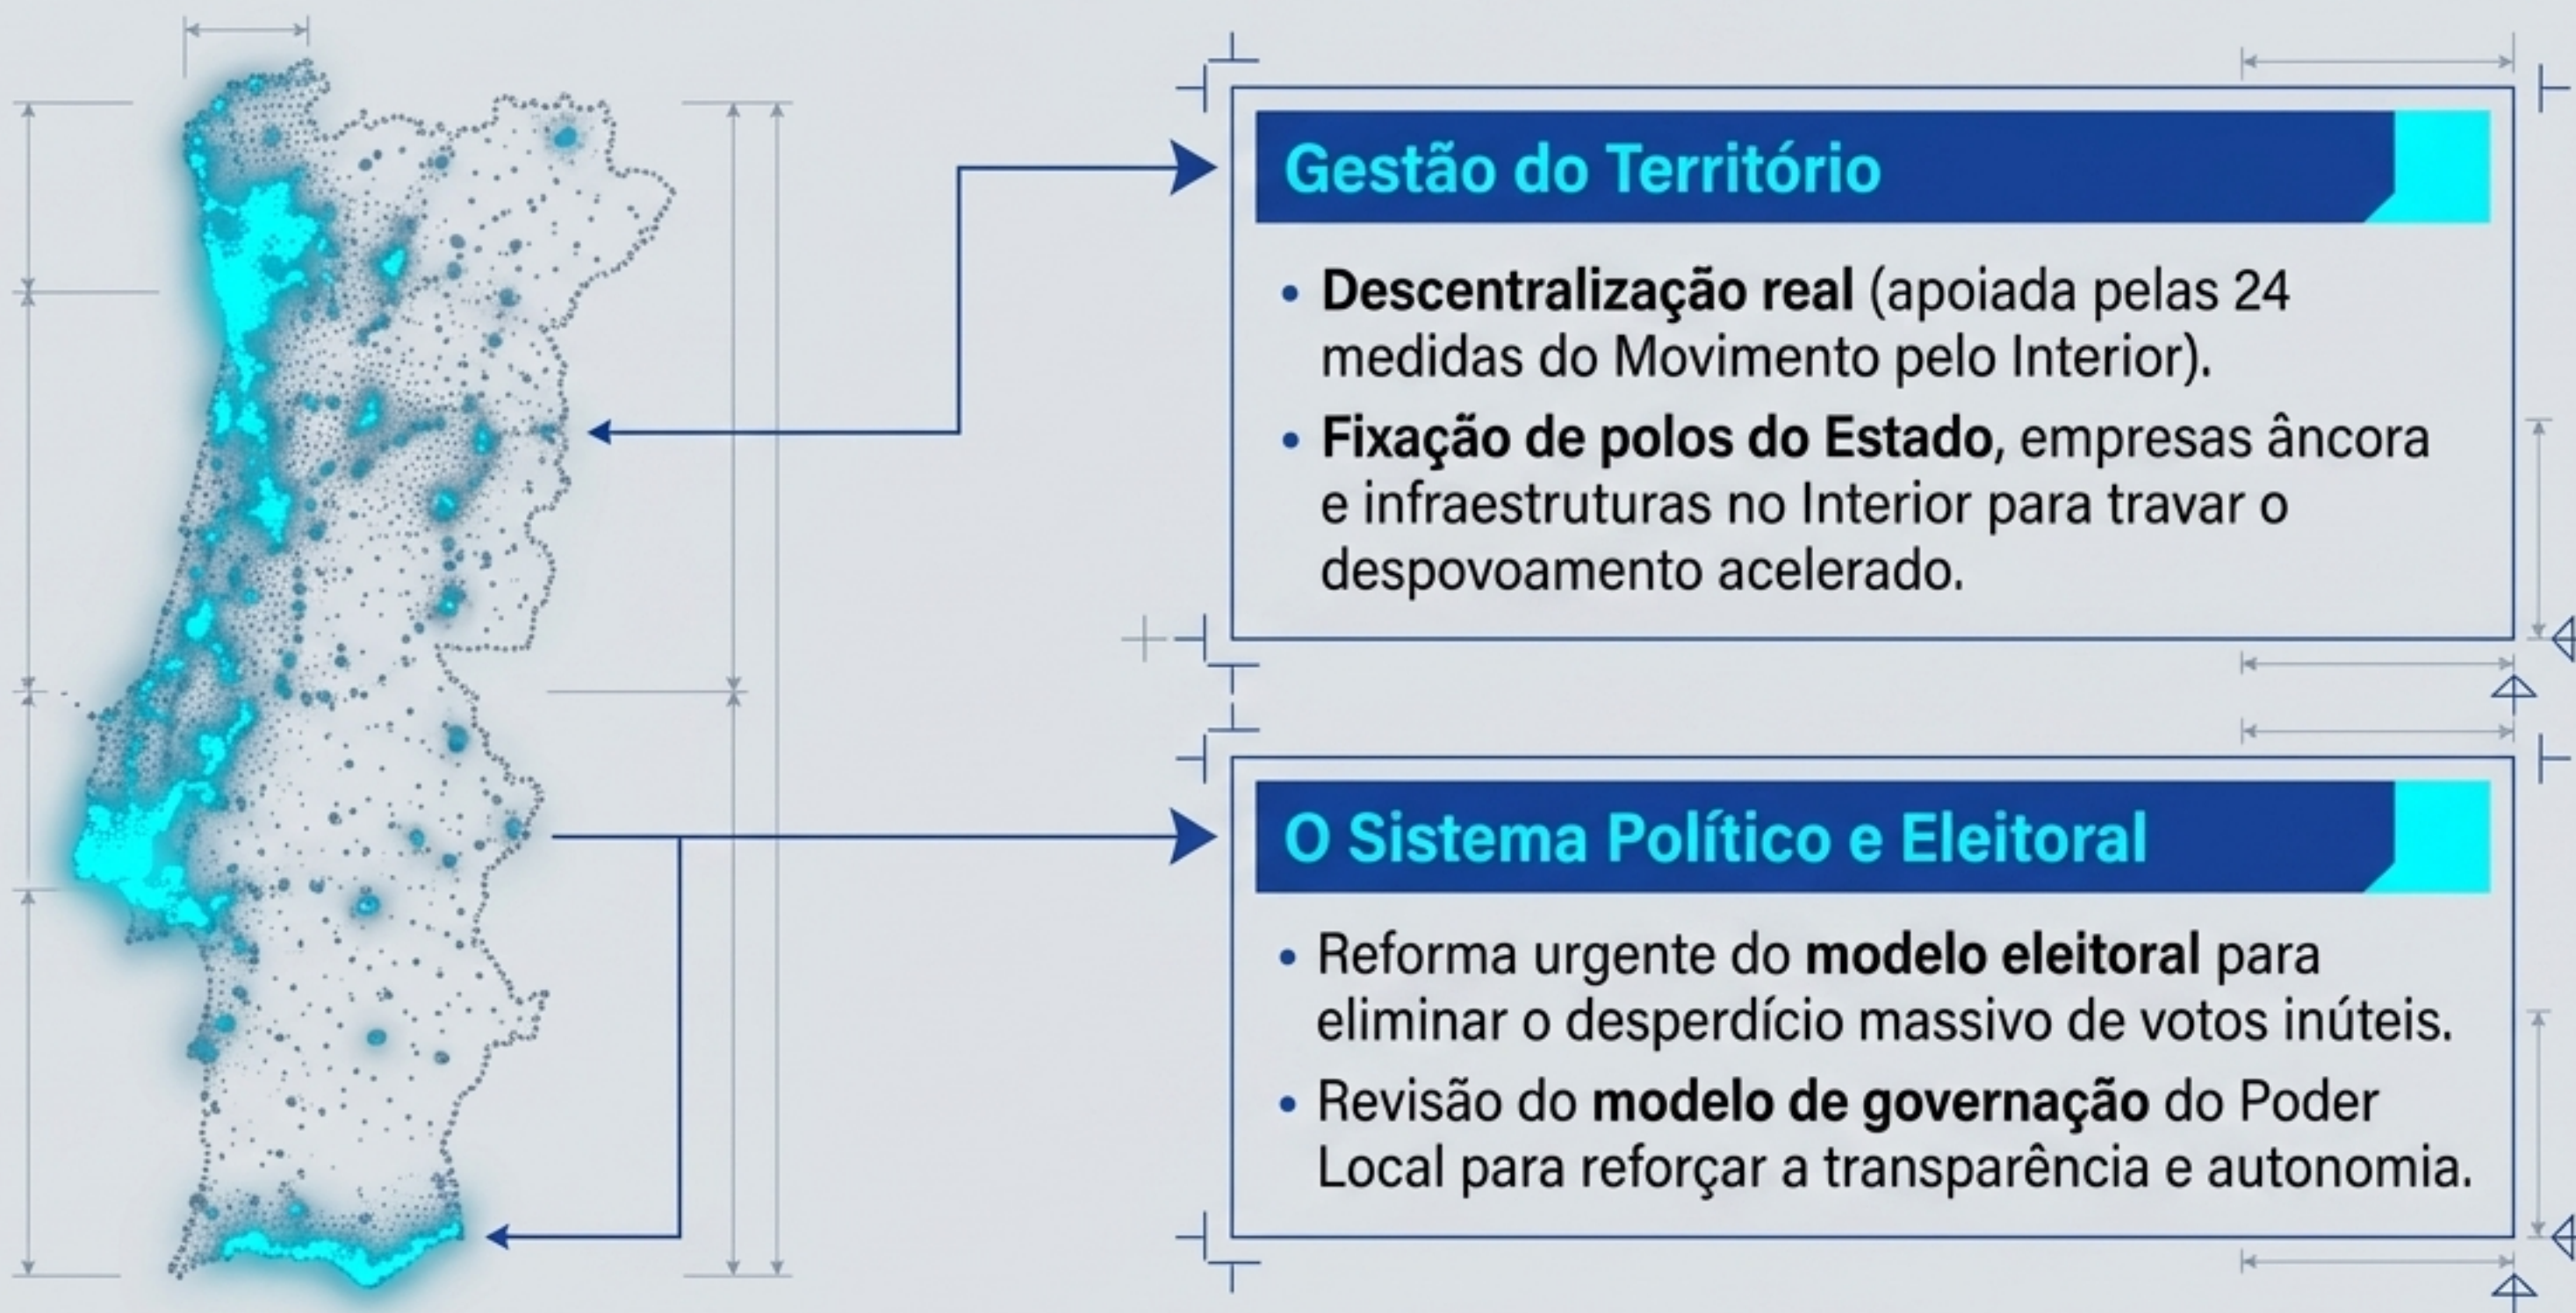 Gestão do Território
• Descentralização real (apoiada pelas 24
medidas do Movimento pelo Interior).
• Fixação de polos do Estado, empresas âncora
e infraestruturas no Interior para travar o
despovoamento acelerado.
O Sistema Político e Eleitoral
• Reforma urgente do modelo eleitoral para
eliminar o desperdício massivo de votos inúteis.
• Revisão do modelo de governação do Poder
Local para reforçar a transparência e autonomia.